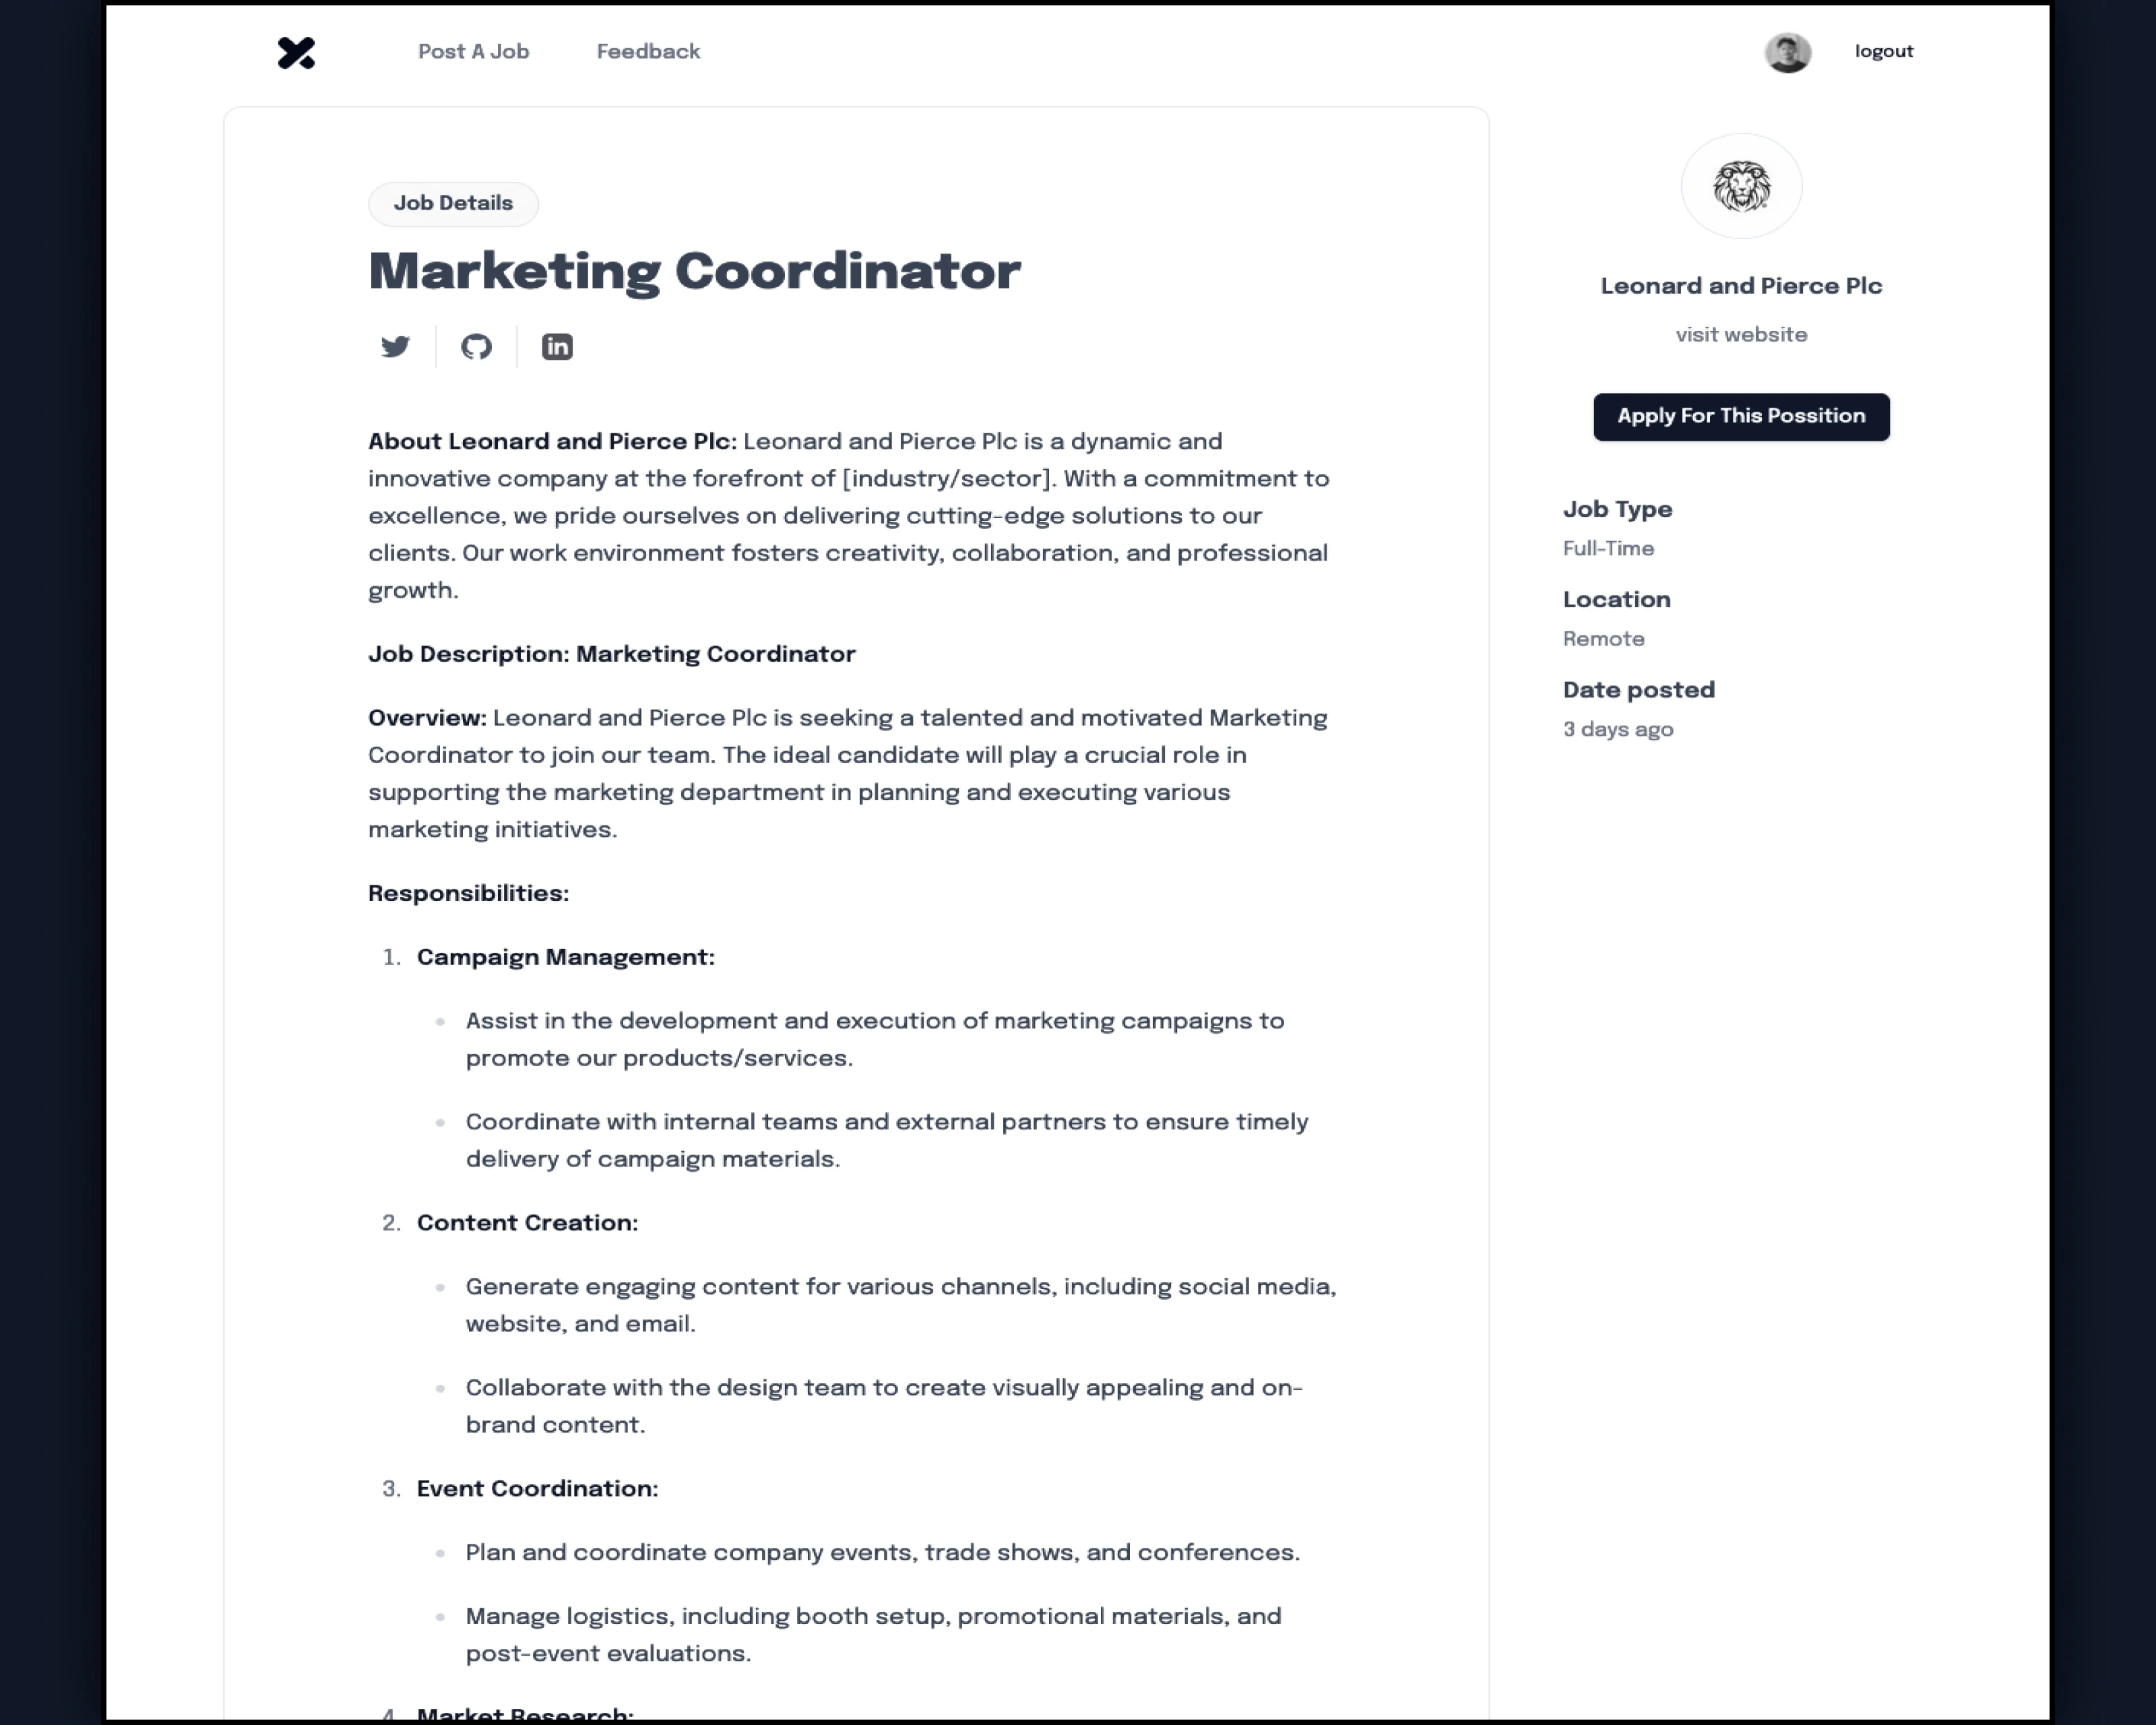 Post A Job
Feedback
logout
Job Details
Marketing Coordinator
in
About Leonard and Pierce Plc: Leonard and Pierce Plc is a dynamic and
innovative company at the forefront of [industry/sector]. With a commitment to
excellence, we pride ourselves on delivering cutting-edge solutions to our
clients. Our work environment fosters creativity, collaboration, and professional
growth.
Job Description: Marketing Coordinator
Overview: Leonard and Pierce Plc is seeking a talented and motivated Marketing
Coordinator to join our team. The ideal candidate will play a crucial role in
supporting the marketing department in planning and executing various
marketing initiatives.
Responsibilities:
1. Campaign Management:
Assist in the development and execution of marketing campaigns to
promote our products/services.
Coordinate with internal teams and external partners to ensure timely
delivery of campaign materials.
2. Content Creation:
Generate engaging content for various channels, including social media,
website, and email.
Collaborate with the design team to create visually appealing and on-
brand content.
3. Event Coordination:
Plan and coordinate company events, trade shows, and conferences.
Manage logistics, including booth setup, promotional materials, and
post-event evaluations.
4. Market Research:
Leonard and Pierce Plc
visit website
Apply For This Possition
Job Type
Full-Time
Location
Remote
Date posted
3 days ago